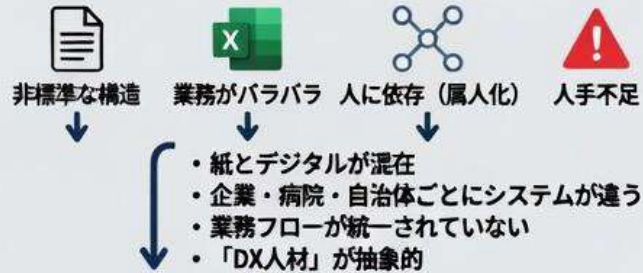 X
非標準な構造
業務がバラバラ
人に依存（属人化）
人手不足
・紙とデジタルが混在
・企業・病院・自治体ごとにシステムが違う
・業務フローが統一されていない
・「DX人材」が抽象的